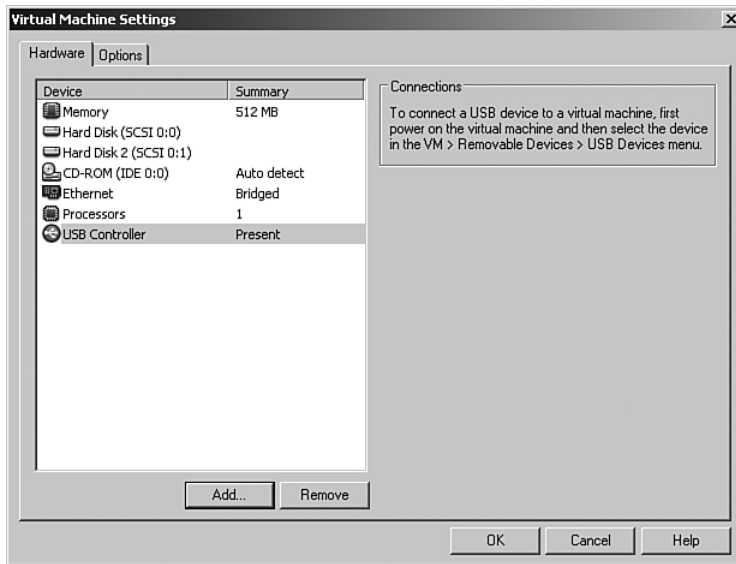 Virtual Machine Settings
Hardware Options
Device Summary
Memory 512 MB
Hard Disk (SCSI 0:0)
Hard Disk 2 (SCSI 0:1)
CD-ROM (IDE 0:0) Auto detect
Ethernet Bridged
Processors 1
USB Controller Present
Add... Remove
Connections
To connect a USB device to a virtual machine, first
power on the virtual machine and then select the device
in the VM > Removable Devices > USB Devices menu.
OK Cancel Help